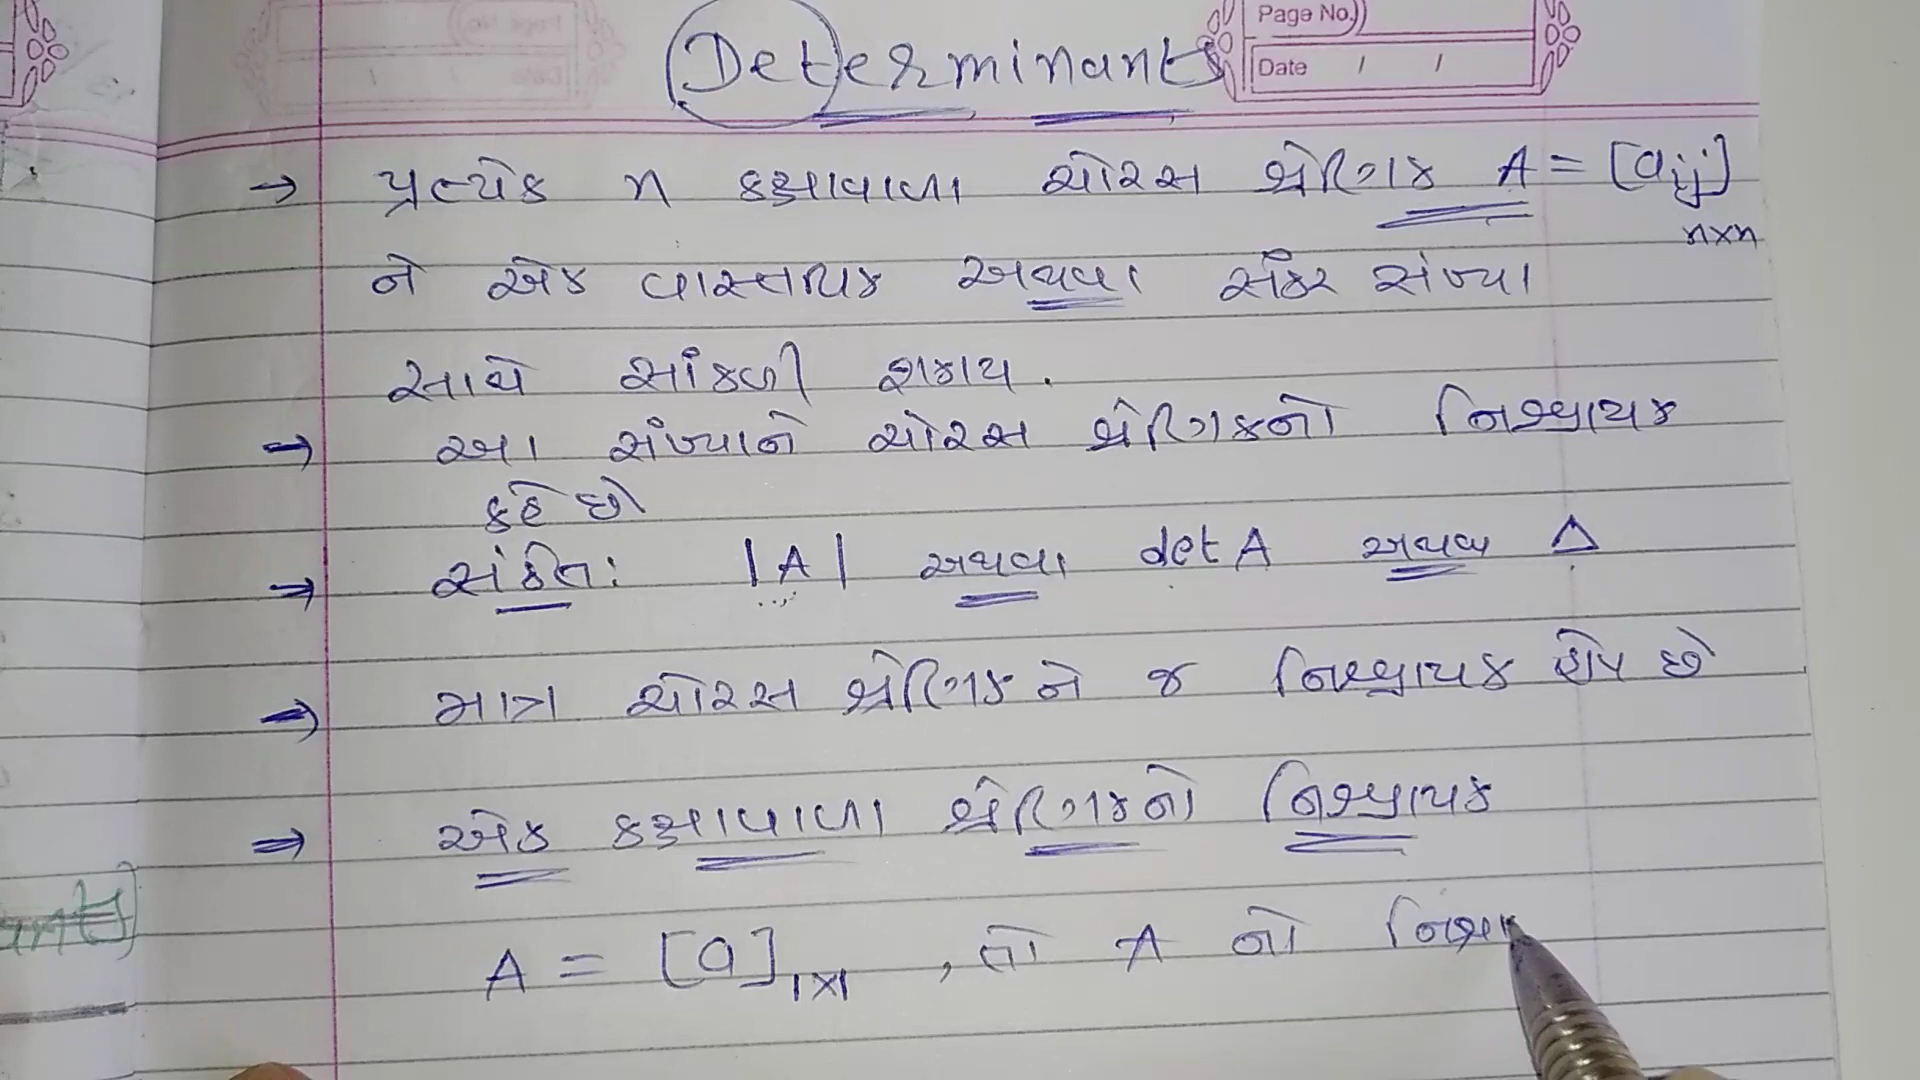 Page No.
Date / /
Determinants
→ પ્રત્યેક n કક્ષાવાળા ચોરસ શ્રેણિક A = [aij]
n×n
ને એક વાસ્તવિક અથવા સંકર સંખ્યા
સાથે સાંકળી શકાય.
→ આ સંખ્યાને ચોરસ શ્રેણિકનો નિશ્ચાયક
કહે છે
→ સંકેત: |A| અથવા det A અથવા Δ
→ માત્ર ચોરસ શ્રેણિકને જ નિશ્ચાયક હોય છે
→ એક કક્ષાવાળા શ્રેણિકનો નિશ્ચાયક
A = [a]1×1 , તો A નો